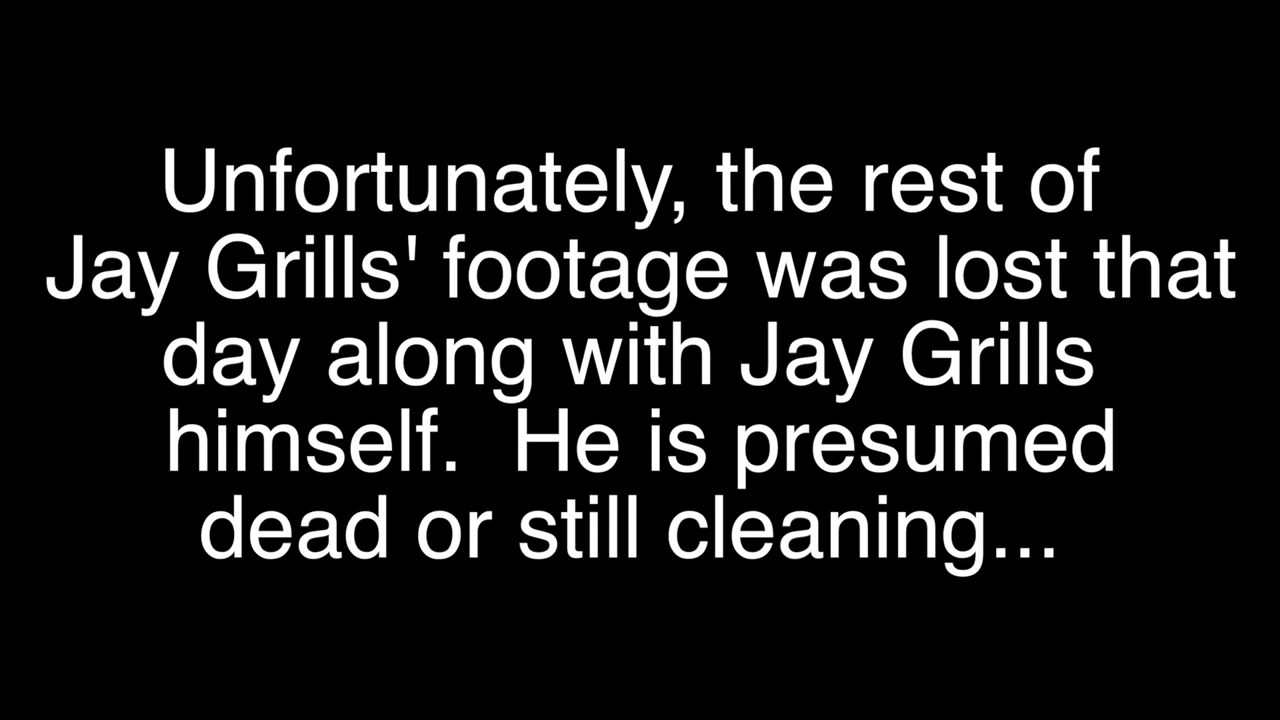 Unfortunately, the rest of
Jay Grills' footage was lost that
day along with Jay Grills
himself.  He is presumed
dead or still cleaning...